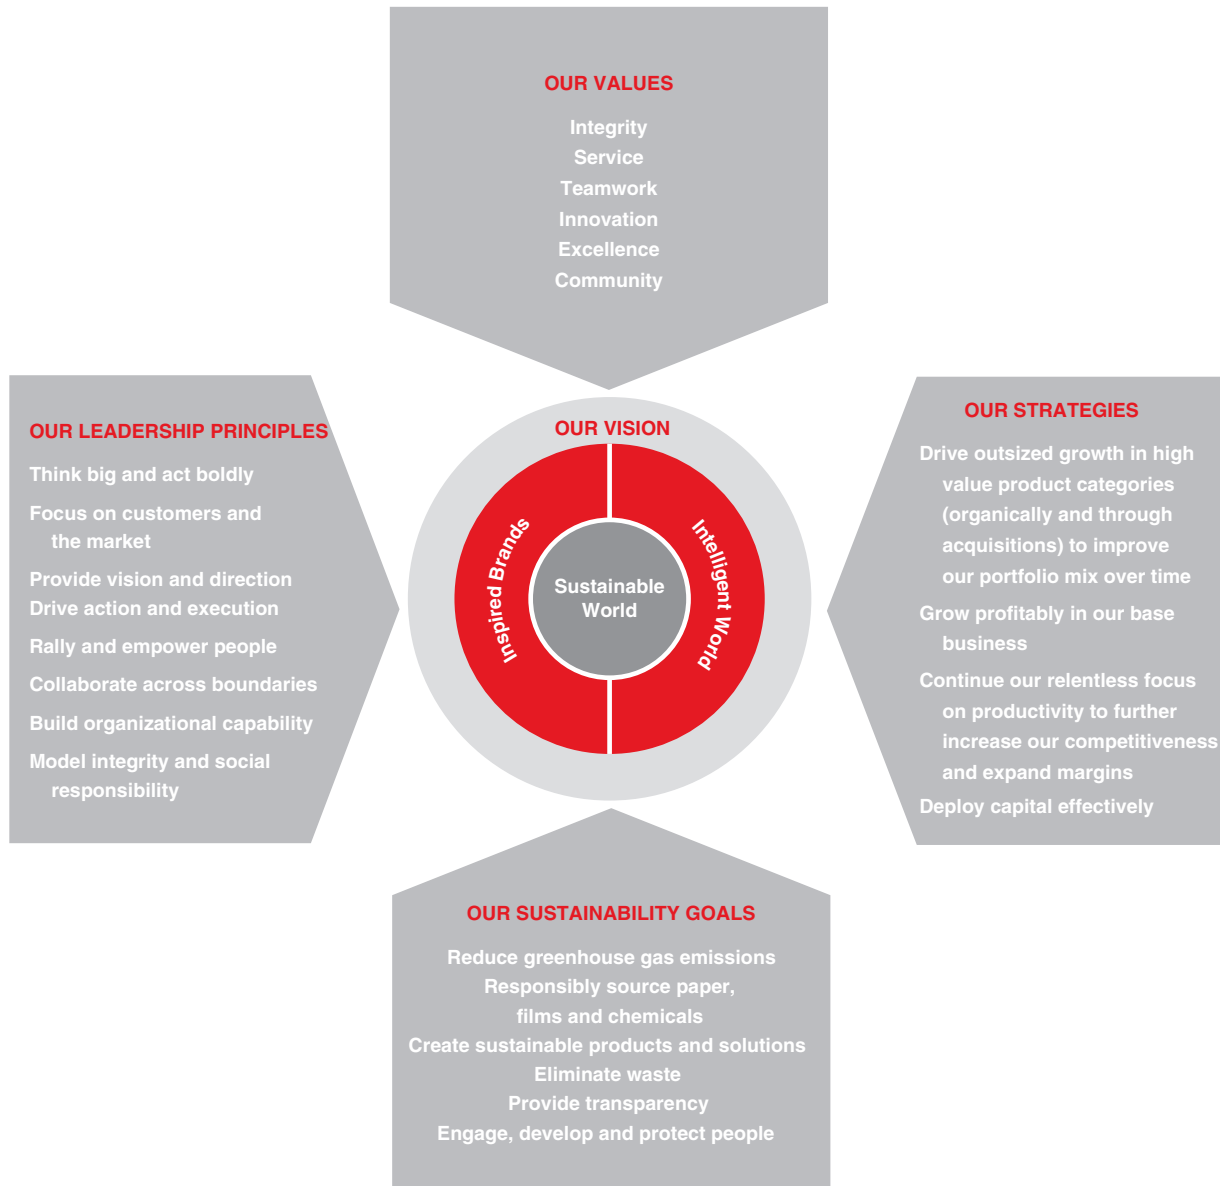 OUR VALUES
Integrity
Service
Teamwork
Innovation
Excellence
Community
OUR LEADERSHIP PRINCIPLES
Think big and act boldly
Focus on customers and
the market
Provide vision and direction
Drive action and execution
Rally and empower people
Collaborate across boundaries
Build organizational capability
Model integrity and social
responsibility
OUR VISION
Inspired Brands
Sustainable
World
Intelligent World
OUR STRATEGIES
Drive outsized growth in high
value product categories
(organically and through
acquisitions) to improve
our portfolio mix over time
Grow profitably in our base
business
Continue our relentless focus
on productivity to further
increase our competitiveness
and expand margins
Deploy capital effectively
OUR SUSTAINABILITY GOALS
Reduce greenhouse gas emissions
Responsibly source paper,
films and chemicals
Create sustainable products and solutions
Eliminate waste
Provide transparency
Engage, develop and protect people